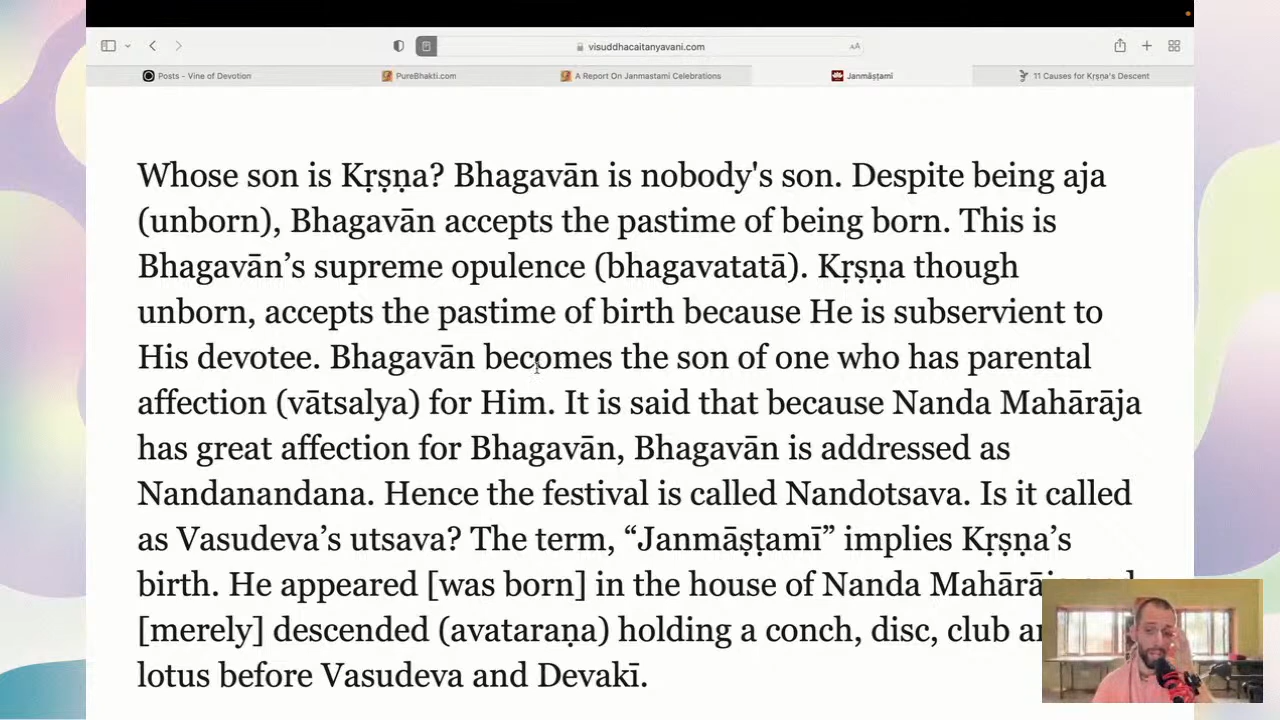 visuddhacaitanyavani.com
Posts - Vine of Devotion
PureBhakti.com
A Report On Janmastami Celebrations
Janmāṣṭamī
11 Causes for Kṛṣṇa's Descent
Whose son is Kṛṣṇa? Bhagavān is nobody's son. Despite being aja
(unborn), Bhagavān accepts the pastime of being born. This is
Bhagavān’s supreme opulence (bhagavatatā). Kṛṣṇa though
unborn, accepts the pastime of birth because He is subservient to
His devotee. Bhagavān becomes the son of one who has parental
affection (vātsalya) for Him. It is said that because Nanda Mahārāja
has great affection for Bhagavān, Bhagavān is addressed as
Nandanandana. Hence the festival is called Nandotsava. Is it called
as Vasudeva’s utsava? The term, “Janmāṣṭamī” implies Kṛṣṇa’s
birth. He appeared [was born] in the house of Nanda
[merely] descended (avataraṇa) holding a conch, disc, club
lotus before Vasudeva and Devakī.